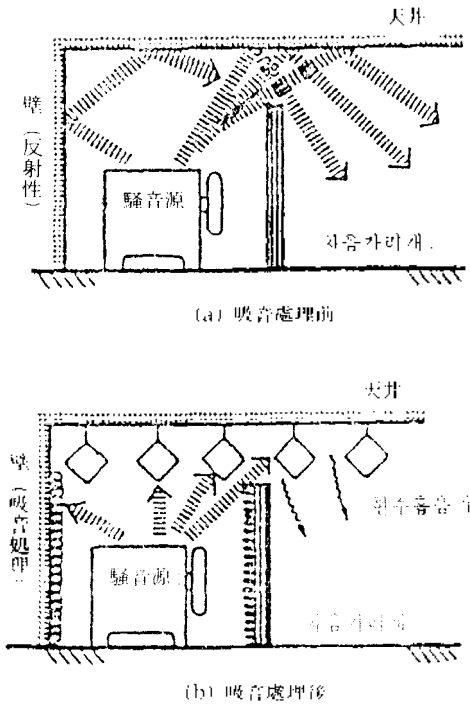 天井
壁 (反射性)
騷音源
차음가리개
(a) 吸音處理前
天井
壁 (吸音処理)
騷音源
차음가리개
(b) 吸音處理後